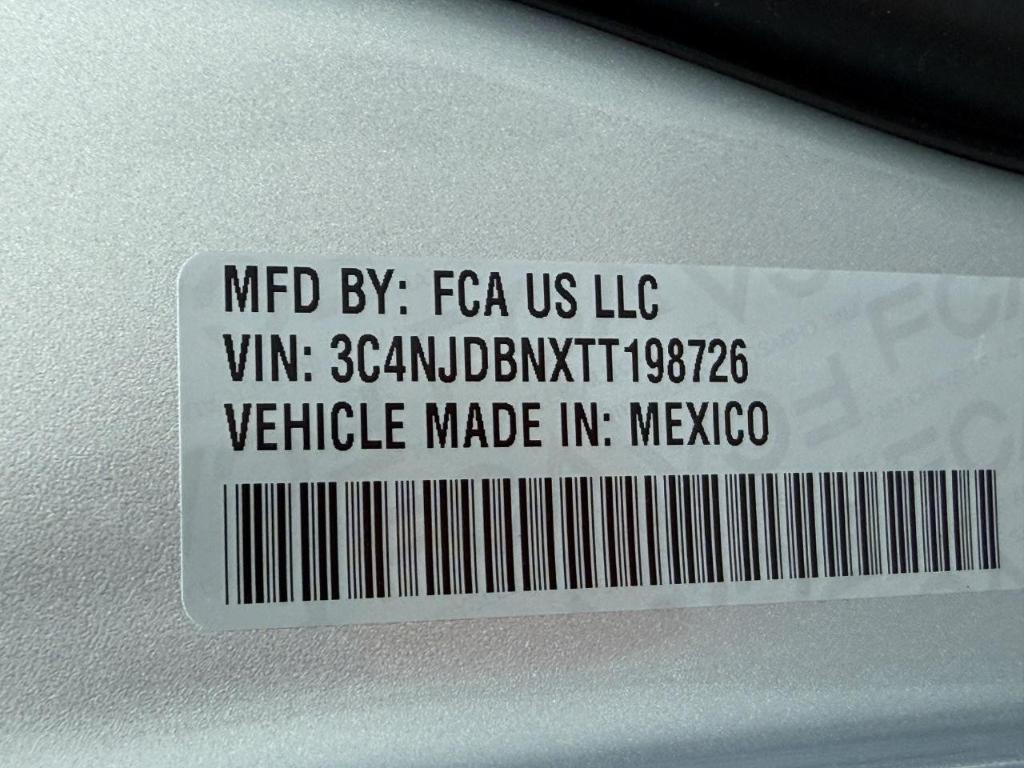 MFD BY: FCA US LLC
VIN: 3C4NJDBNXTT198726
VEHICLE MADE IN: MEXICO